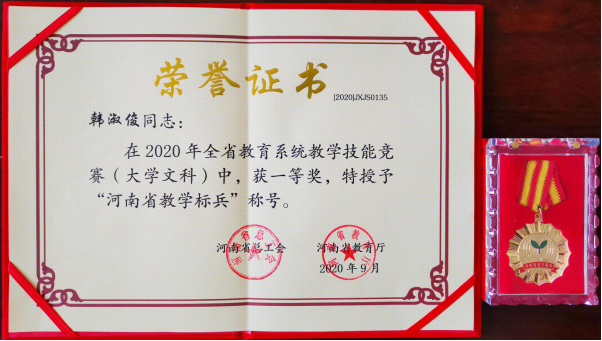 荣誉证书
[2020]JXJS0135
韩淑俊同志：
在2020年全省教育系统教学技能竞
赛（大学文科）中，获一等奖，特授予
“河南省教学标兵”称号。
河南省总工会 河南省教育厅
2020年9月